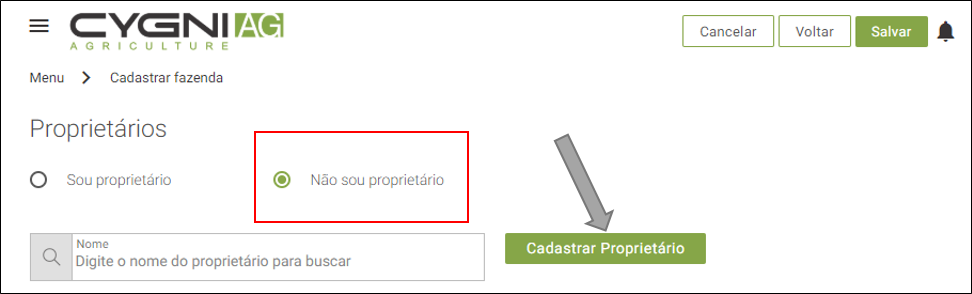 CYGNI AG
AGRICULTURE
Cancelar
Voltar
Salvar
Menu
Cadastrar fazenda
Proprietários
Sou proprietário
Não sou proprietário
Nome
Digite o nome do proprietário para buscar
Cadastrar Proprietário